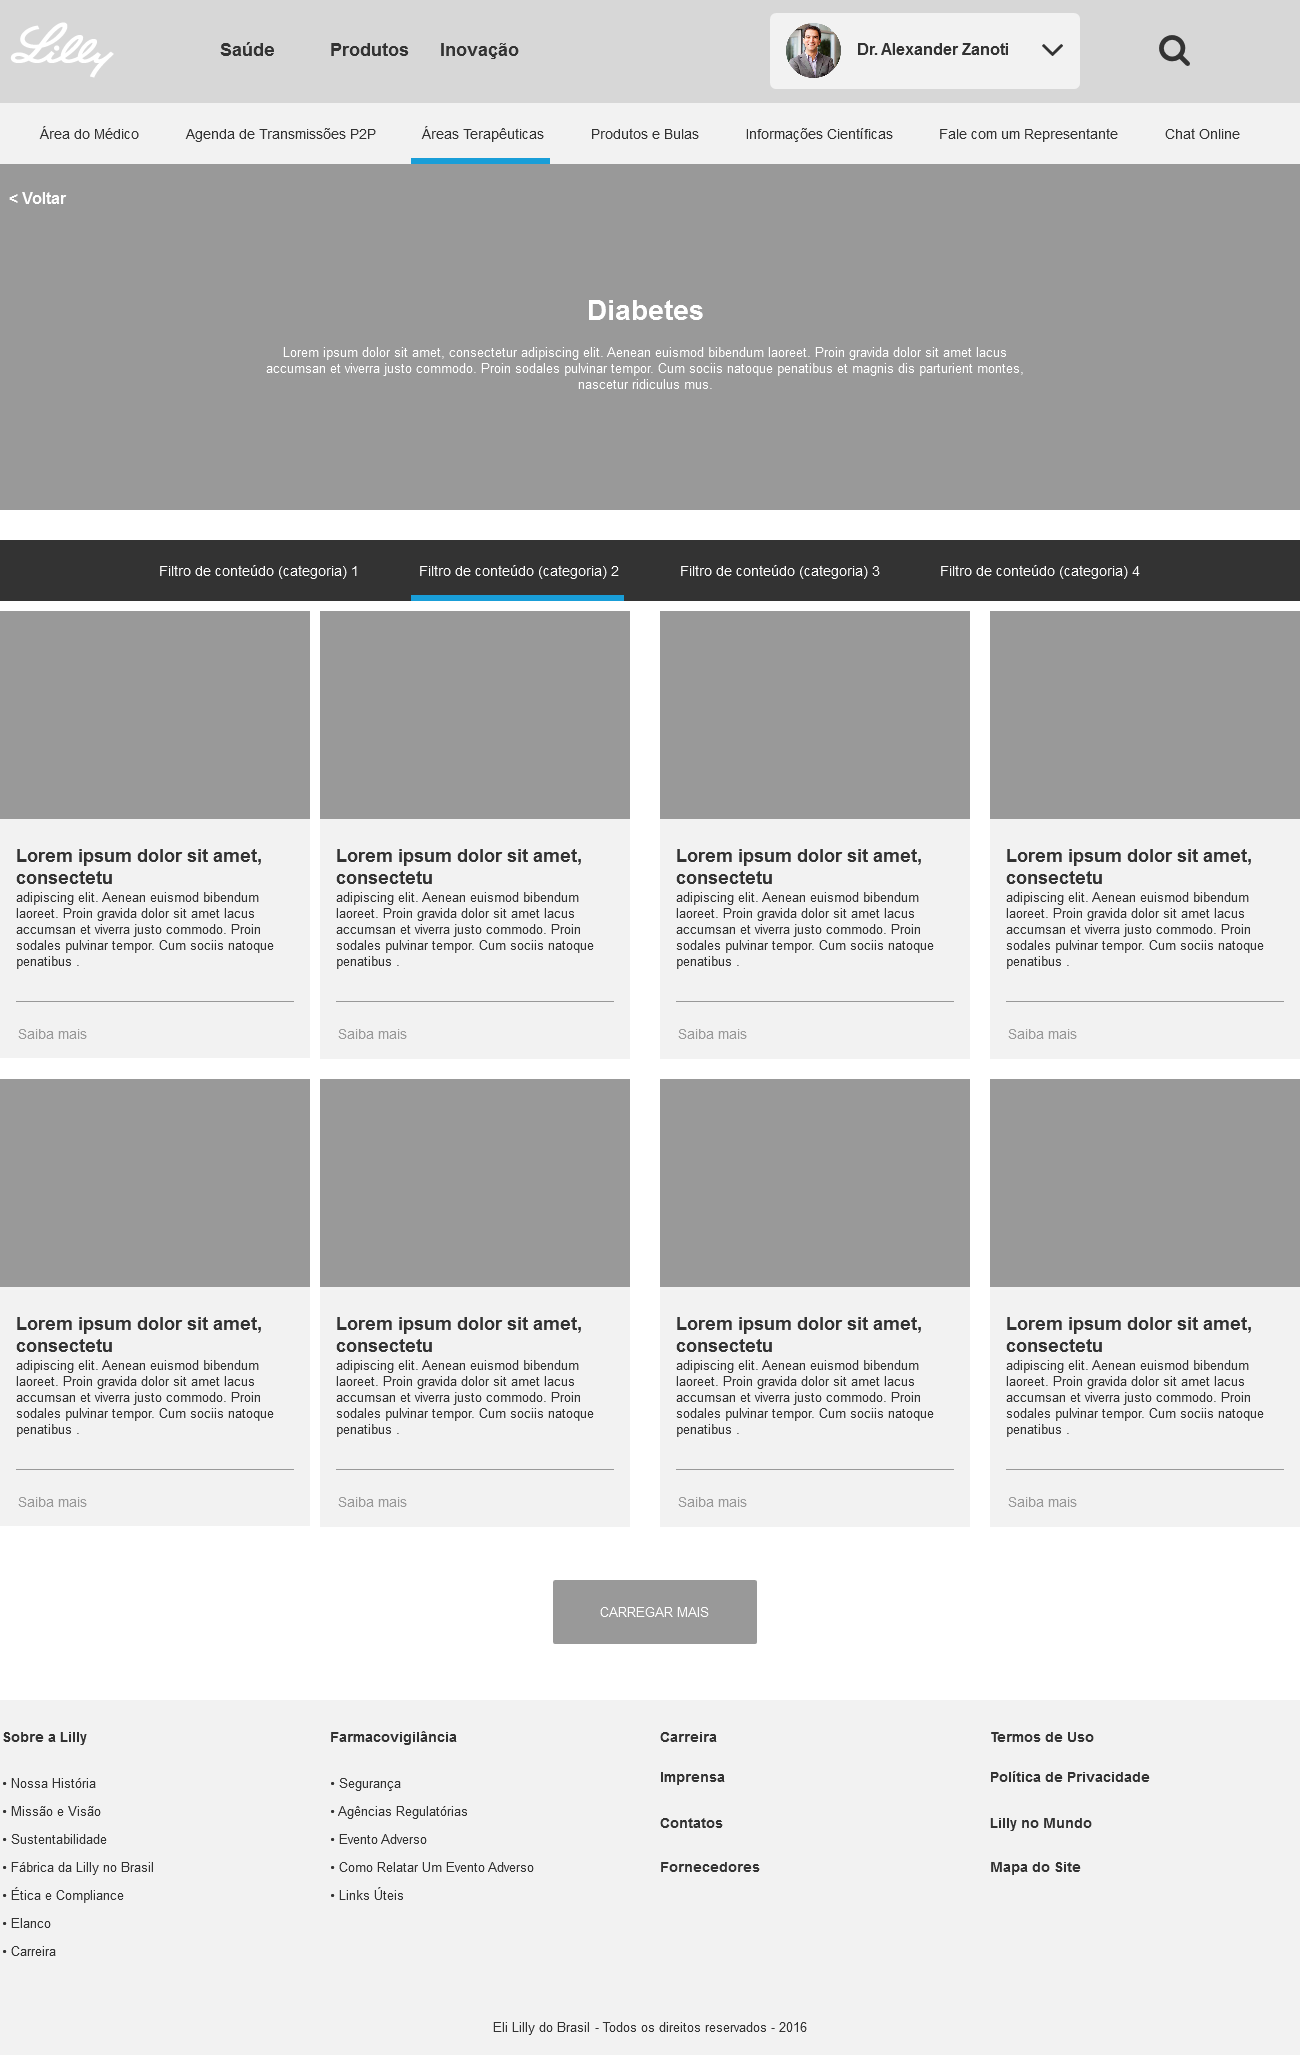 Lilly
Saúde
Produtos
Inovação
Dr. Alexander Zanoti
Área do Médico
Agenda de Transmissões P2P
Áreas Terapêuticas
Produtos e Bulas
Informações Científicas
Fale com um Representante
Chat Online
< Voltar
Diabetes
Lorem ipsum dolor sit amet, consectetur adipiscing elit. Aenean euismod bibendum laoreet. Proin gravida dolor sit amet lacus
accumsan et viverra justo commodo. Proin sodales pulvinar tempor. Cum sociis natoque penatibus et magnis dis parturient montes,
nascetur ridiculus mus.
Filtro de conteúdo (categoria) 1
Filtro de conteúdo (categoria) 2
Filtro de conteúdo (categoria) 3
Filtro de conteúdo (categoria) 4
Lorem ipsum dolor sit amet,
consectetu
adipiscing elit. Aenean euismod bibendum
laoreet. Proin gravida dolor sit amet lacus
accumsan et viverra justo commodo. Proin
sodales pulvinar tempor. Cum sociis natoque
penatibus .
Saiba mais
Lorem ipsum dolor sit amet,
consectetu
adipiscing elit. Aenean euismod bibendum
laoreet. Proin gravida dolor sit amet lacus
accumsan et viverra justo commodo. Proin
sodales pulvinar tempor. Cum sociis natoque
penatibus .
Saiba mais
Lorem ipsum dolor sit amet,
consectetu
adipiscing elit. Aenean euismod bibendum
laoreet. Proin gravida dolor sit amet lacus
accumsan et viverra justo commodo. Proin
sodales pulvinar tempor. Cum sociis natoque
penatibus .
Saiba mais
Lorem ipsum dolor sit amet,
consectetu
adipiscing elit. Aenean euismod bibendum
laoreet. Proin gravida dolor sit amet lacus
accumsan et viverra justo commodo. Proin
sodales pulvinar tempor. Cum sociis natoque
penatibus .
Saiba mais
Lorem ipsum dolor sit amet,
consectetu
adipiscing elit. Aenean euismod bibendum
laoreet. Proin gravida dolor sit amet lacus
accumsan et viverra justo commodo. Proin
sodales pulvinar tempor. Cum sociis natoque
penatibus .
Saiba mais
Lorem ipsum dolor sit amet,
consectetu
adipiscing elit. Aenean euismod bibendum
laoreet. Proin gravida dolor sit amet lacus
accumsan et viverra justo commodo. Proin
sodales pulvinar tempor. Cum sociis natoque
penatibus .
Saiba mais
Lorem ipsum dolor sit amet,
consectetu
adipiscing elit. Aenean euismod bibendum
laoreet. Proin gravida dolor sit amet lacus
accumsan et viverra justo commodo. Proin
sodales pulvinar tempor. Cum sociis natoque
penatibus .
Saiba mais
Lorem ipsum dolor sit amet,
consectetu
adipiscing elit. Aenean euismod bibendum
laoreet. Proin gravida dolor sit amet lacus
accumsan et viverra justo commodo. Proin
sodales pulvinar tempor. Cum sociis natoque
penatibus .
Saiba mais
CARREGAR MAIS
Sobre a Lilly
• Nossa História
• Missão e Visão
• Sustentabilidade
• Fábrica da Lilly no Brasil
• Ética e Compliance
• Elanco
• Carreira
Farmacovigilância
• Segurança
• Agências Regulatórias
• Evento Adverso
• Como Relatar Um Evento Adverso
• Links Úteis
Carreira
Imprensa
Contatos
Fornecedores
Termos de Uso
Política de Privacidade
Lilly no Mundo
Mapa do Site
Eli Lilly do Brasil - Todos os direitos reservados - 2016